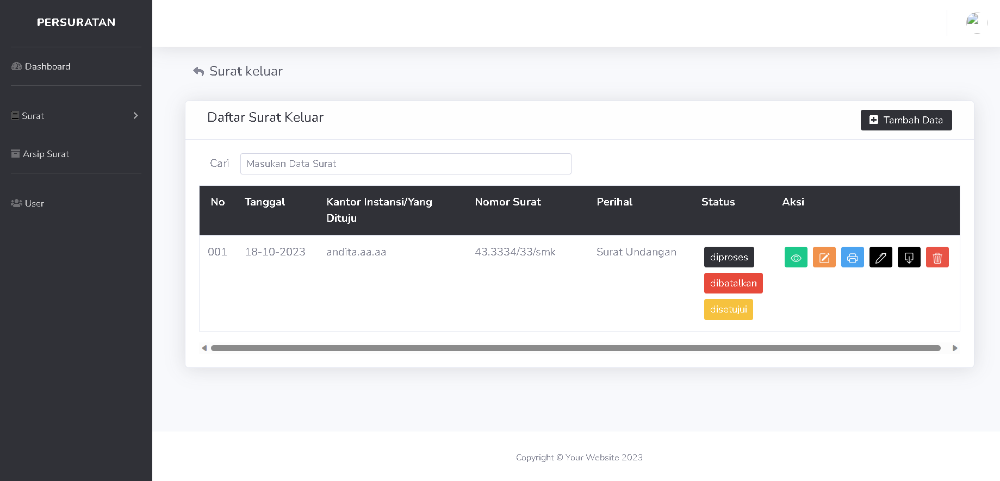 PERSURATAN
Dashboard
Surat
Arsip Surat
User
Surat keluar
Daftar Surat Keluar
Tambah Data
Cari
Masukan Data Surat
No Tanggal Kantor Instansi/Yang Dituju Nomor Surat Perihal Status Aksi
001 18-10-2023 andita.aa.aa 43.3334/33/smk Surat Undangan diproses
dibatalkan
disetujui
Copyright © Your Website 2023